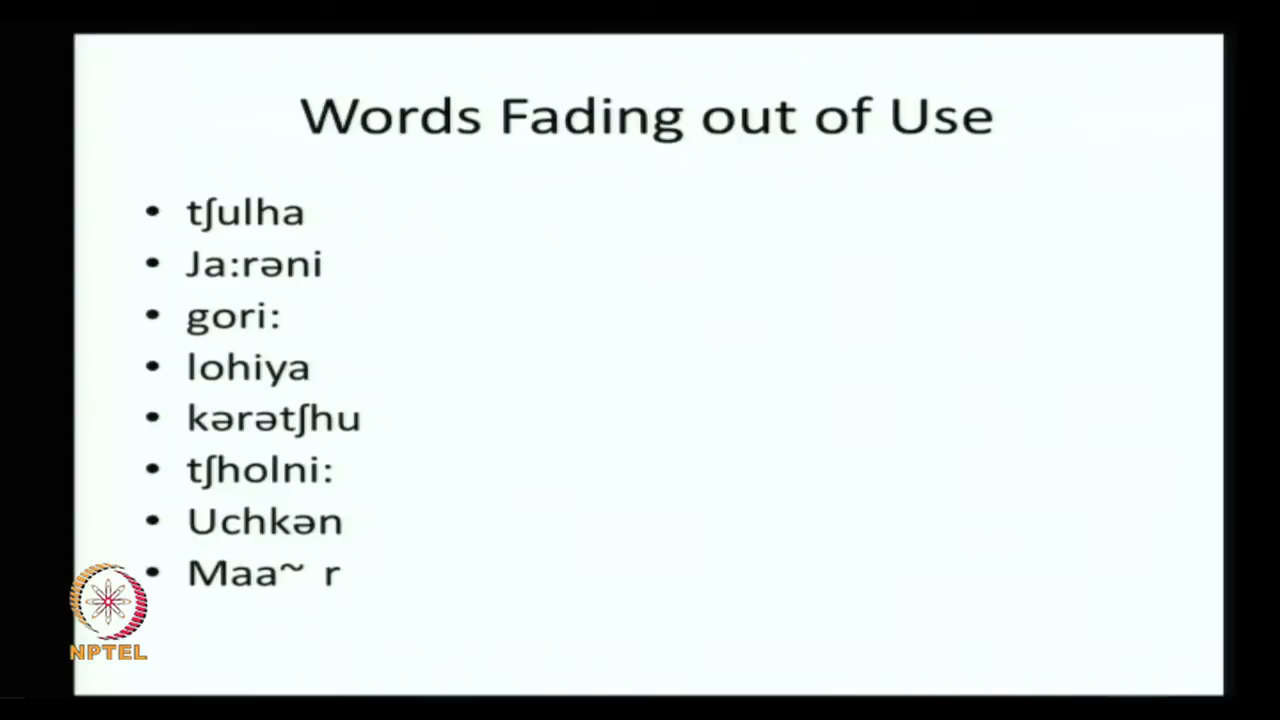 Words Fading out of Use
• tʃulha
• Ja:rəni
• gori:
• lohiya
• kərətʃhu
• tʃholni:
• Uchkən
• Maa~ r
NPTEL